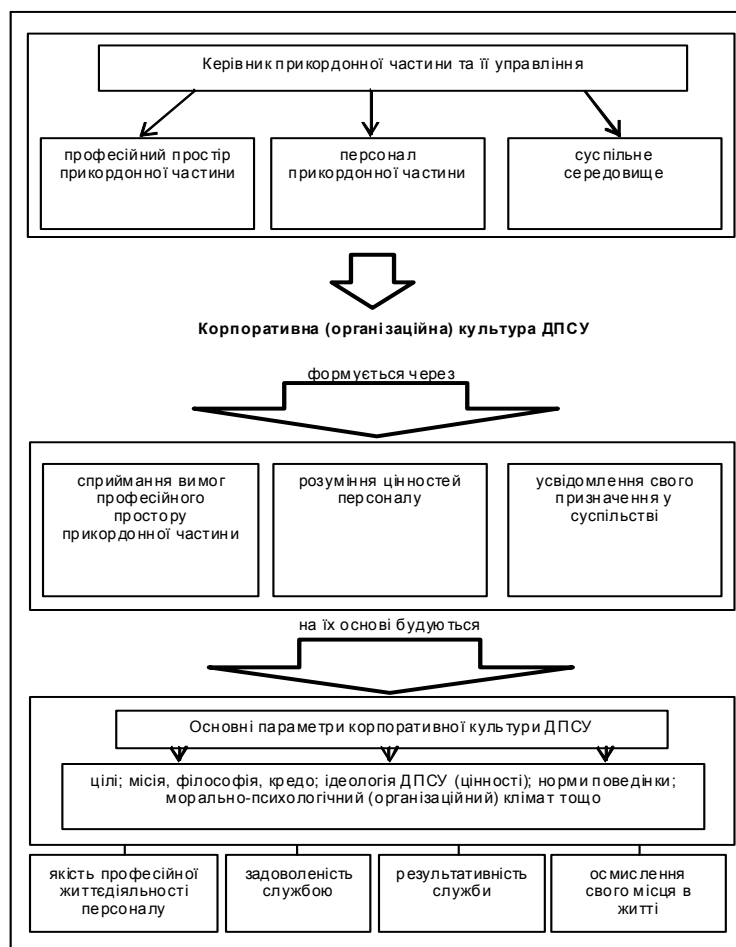 Керівник прикордонної частини та її управління
професійний простір
прикордонної частини
персонал
прикордонної частини
суспільне
середовище
Корпоративна (організаційна) культура ДПСУ
формується через
сприймання вимог
професійного
простору
прикордонної частини
розуміння цінностей
персоналу
усвідомлення свого
призначення у
суспільстві
на їх основі будуються
Основні параметри корпоративної культури ДПСУ
цілі; місія, філософія, кредо; ідеологія ДПСУ (цінності); норми поведінки;
морально-психологічний (організаційний) клімат тощо
якість професійної
життєдіяльності
персоналу
задоволеність
службою
результативність
служби
осмислення
свого місця в
житті